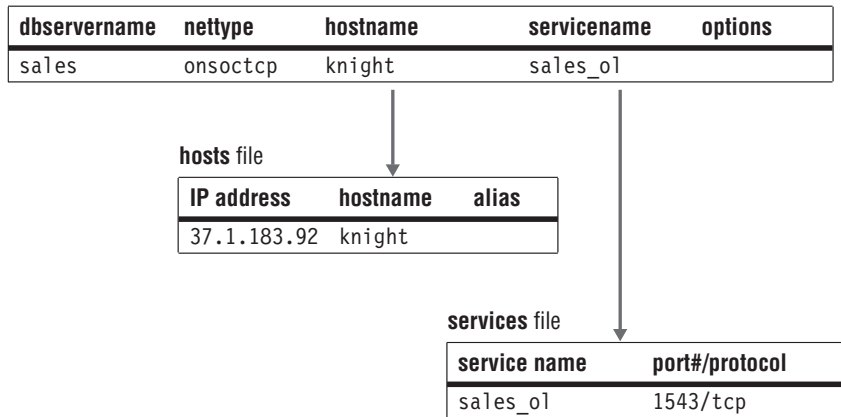 dbservername nettype hostname servicename options
sales onsoctcp knight sales_ol
hosts file
IP address hostname alias
37.1.183.92 knight
services file
service name port#/protocol
sales_ol 1543/tcp